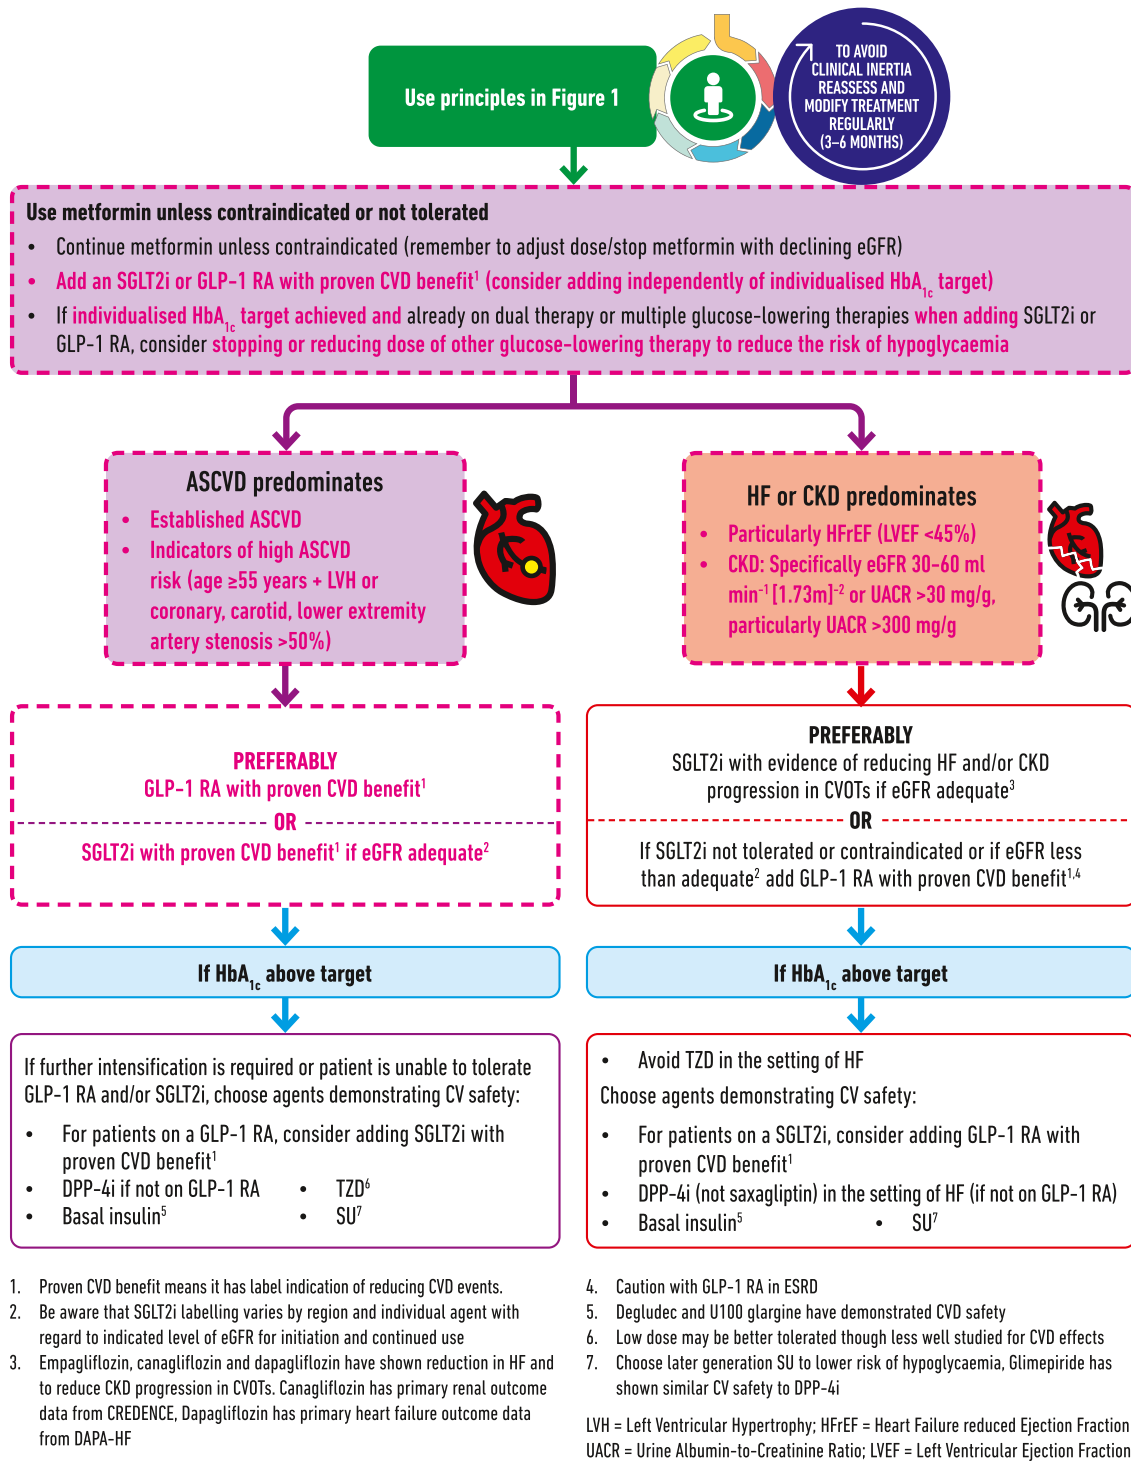 Use principles in Figure 1
TO AVOID
CLINICAL INERTIA
REASSESS AND
MODIFY TREATMENT
REGULARLY
(3–6 MONTHS)
Use metformin unless contraindicated or not tolerated
• Continue metformin unless contraindicated (remember to adjust dose/stop metformin with declining eGFR)
• Add an SGLT2i or GLP-1 RA with proven CVD benefit¹ (consider adding independently of individualised HbA₁c target)
• If individualised HbA₁c target achieved and already on dual therapy or multiple glucose-lowering therapies when adding SGLT2i or
GLP-1 RA, consider stopping or reducing dose of other glucose-lowering therapy to reduce the risk of hypoglycaemia
ASCVD predominates
• Established ASCVD
• Indicators of high ASCVD
risk (age ≥55 years + LVH or
coronary, carotid, lower extremity
artery stenosis >50%)
HF or CKD predominates
• Particularly HFrEF (LVEF <45%)
• CKD: Specifically eGFR 30-60 ml
min⁻¹ [1.73m]⁻² or UACR >30 mg/g,
particularly UACR >300 mg/g
PREFERABLY
GLP-1 RA with proven CVD benefit¹
OR
SGLT2i with proven CVD benefit¹ if eGFR adequate²
PREFERABLY
SGLT2i with evidence of reducing HF and/or CKD
progression in CVOTs if eGFR adequate³
OR
If SGLT2i not tolerated or contraindicated or if eGFR less
than adequate² add GLP-1 RA with proven CVD benefit¹,⁴
If HbA₁c above target
If HbA₁c above target
If further intensification is required or patient is unable to tolerate
GLP-1 RA and/or SGLT2i, choose agents demonstrating CV safety:
• For patients on a GLP-1 RA, consider adding SGLT2i with
proven CVD benefit¹
• DPP-4i if not on GLP-1 RA • TZD⁶
• Basal insulin⁵ • SU⁷
• Avoid TZD in the setting of HF
Choose agents demonstrating CV safety:
• For patients on a SGLT2i, consider adding GLP-1 RA with
proven CVD benefit¹
• DPP-4i (not saxagliptin) in the setting of HF (if not on GLP-1 RA)
• Basal insulin⁵ • SU⁷
1. Proven CVD benefit means it has label indication of reducing CVD events.
2. Be aware that SGLT2i labelling varies by region and individual agent with
regard to indicated level of eGFR for initiation and continued use
3. Empagliflozin, canagliflozin and dapagliflozin have shown reduction in HF and
to reduce CKD progression in CVOTs. Canagliflozin has primary renal outcome
data from CREDENCE, Dapagliflozin has primary heart failure outcome data
from DAPA-HF
4. Caution with GLP-1 RA in ESRD
5. Degludec and U100 glargine have demonstrated CVD safety
6. Low dose may be better tolerated though less well studied for CVD effects
7. Choose later generation SU to lower risk of hypoglycaemia, Glimepiride has
shown similar CV safety to DPP-4i
LVH = Left Ventricular Hypertrophy; HFrEF = Heart Failure reduced Ejection Fraction
UACR = Urine Albumin-to-Creatinine Ratio; LVEF = Left Ventricular Ejection Fraction